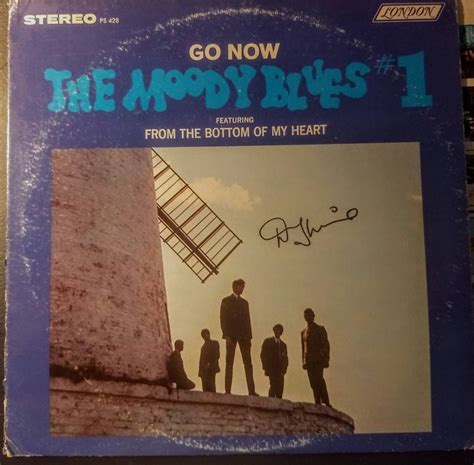 STEREO
PS 428
LONDON
GO NOW
THE MOODY BLUES #1
FEATURING
FROM THE BOTTOM OF MY HEART